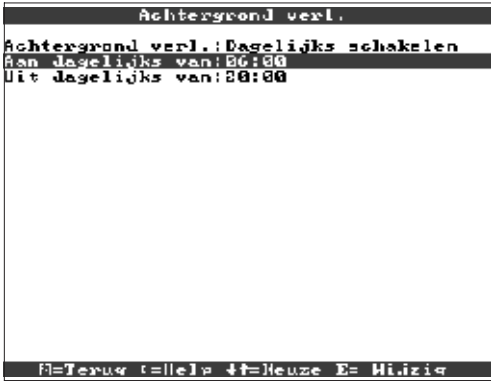 Achtergrond verl.
Achtergrond verl.:Dagelijks schakelen
Aan dagelijks van:06:00
Uit dagelijks van:20:00
=Terug =Help ↓↑=Keuze E= Wijzig